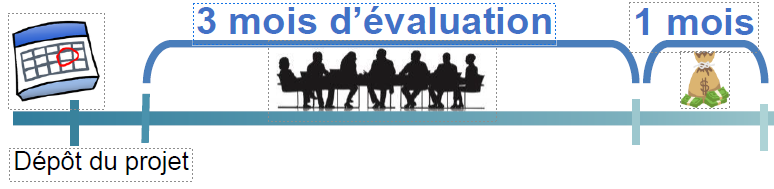 3 mois d’évaluation
1 mois
$
Dépôt du projet